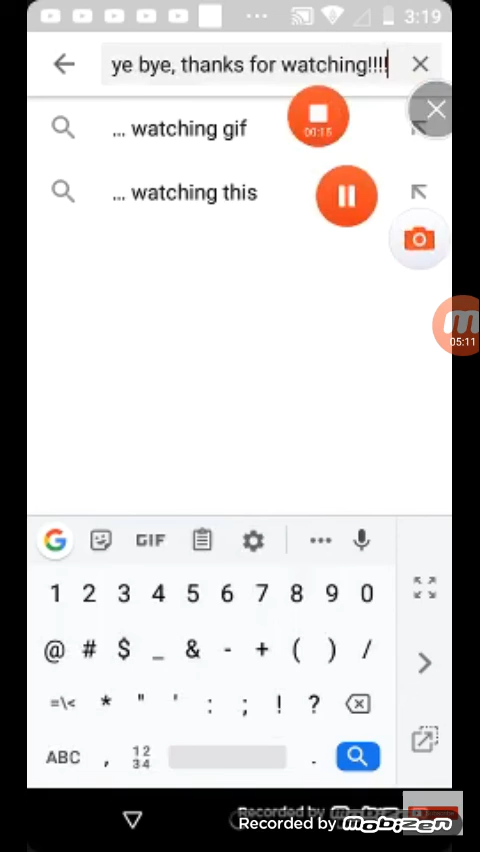 3:19
ye bye, thanks for watching!!!!
... watching gif
00:15
... watching this
05:11
GIF
1 2 3 4 5 6 7 8 9 0
@ # $ _ & - + ( ) /
=\< * " ' : ; ! ?
ABC , 12 34 .
Recorded by
Recorded by mobizen